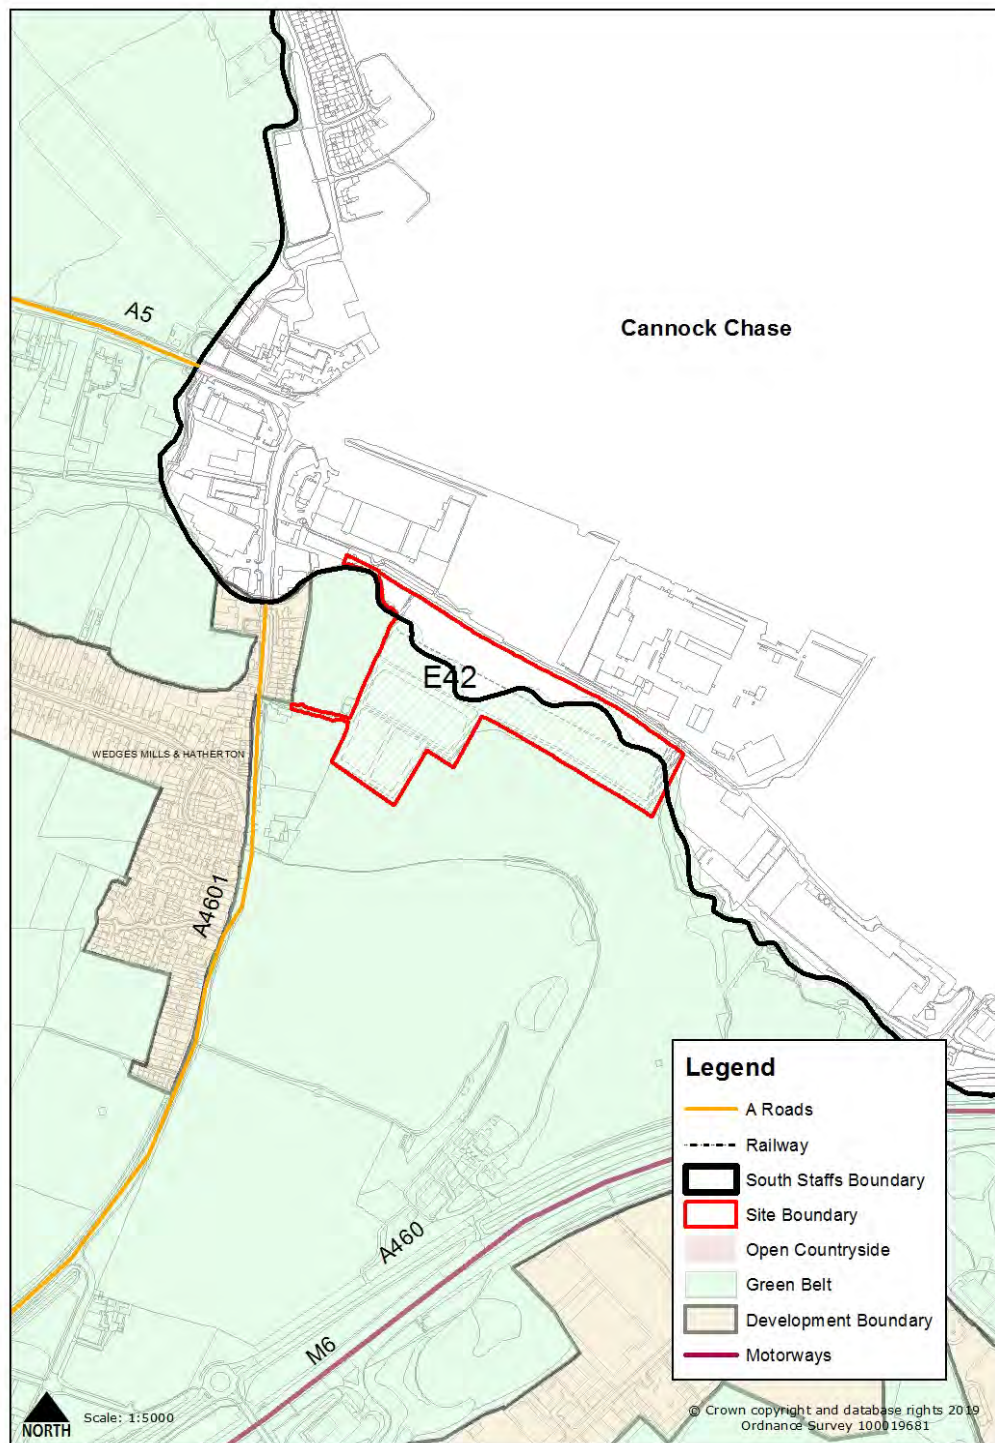 A5
Cannock Chase
E42
WEDGES MILLS & HATHERTON
A4601
A460
M6
Legend
A Roads
Railway
South Staffs Boundary
Site Boundary
Open Countryside
Green Belt
Development Boundary
Motorways
NORTH
Scale: 1:5000
© Crown copyright and database rights 2019
Ordnance Survey 100019681